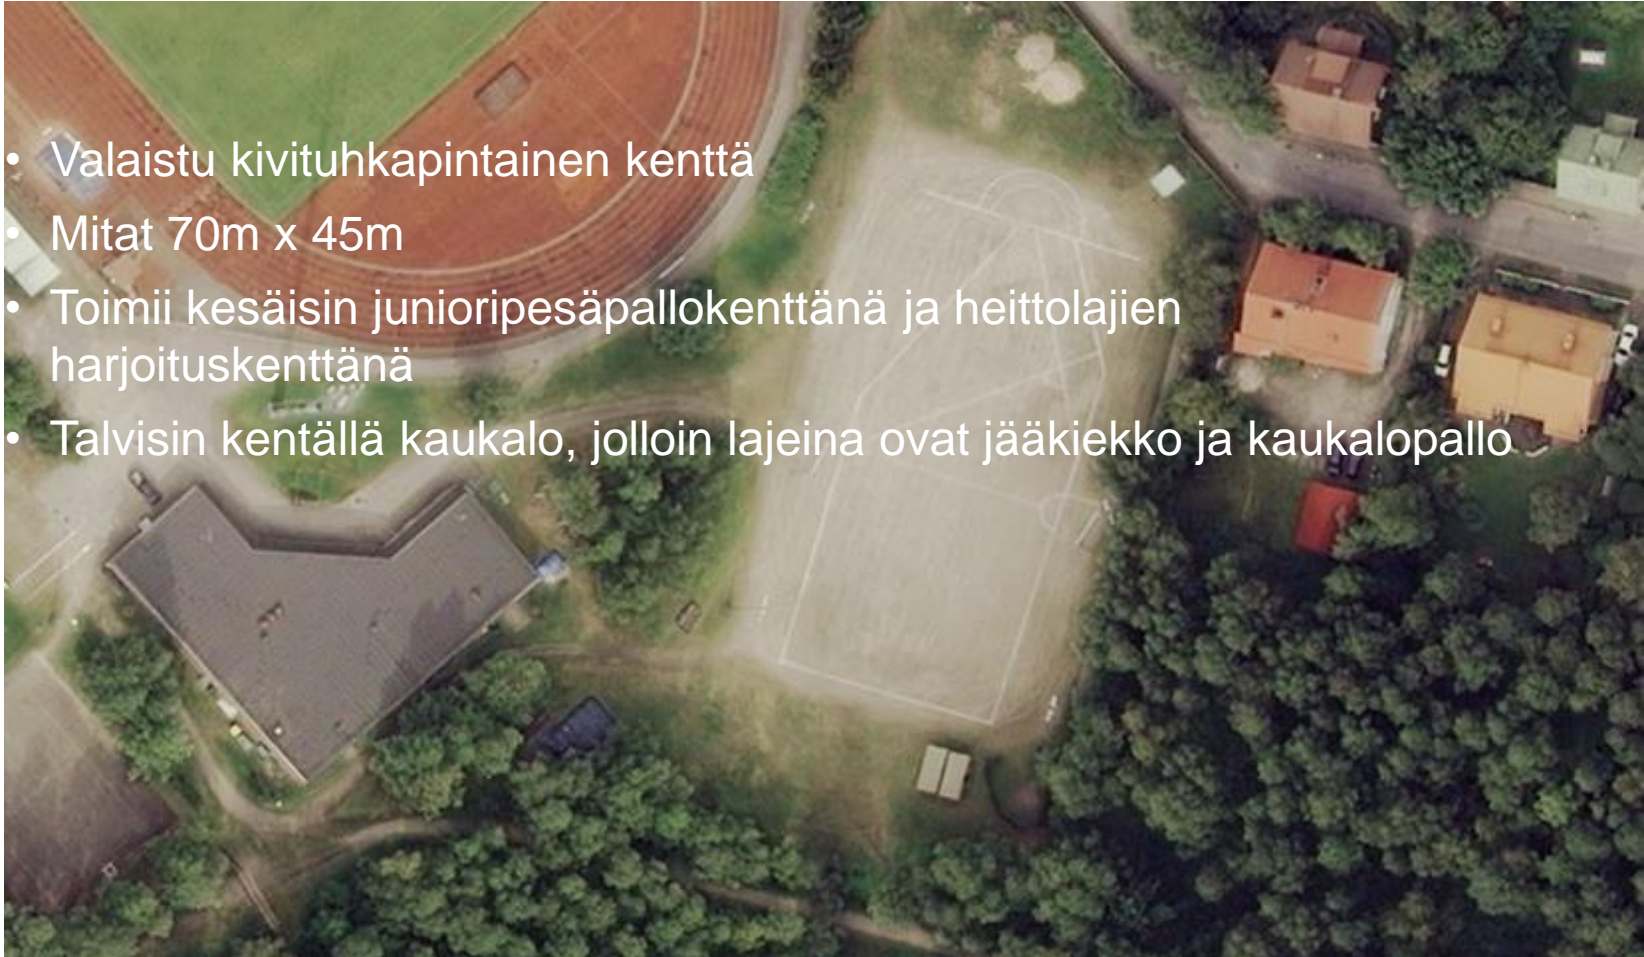 • Valaistu kivituhkapintainen kenttä
• Mitat 70m x 45m
• Toimii kesäisin junioripesäpallokenttänä ja heittolajien
harjoituskenttänä
• Talvisin kentällä kaukalo, jolloin lajeina ovat jääkiekko ja kaukalopallo